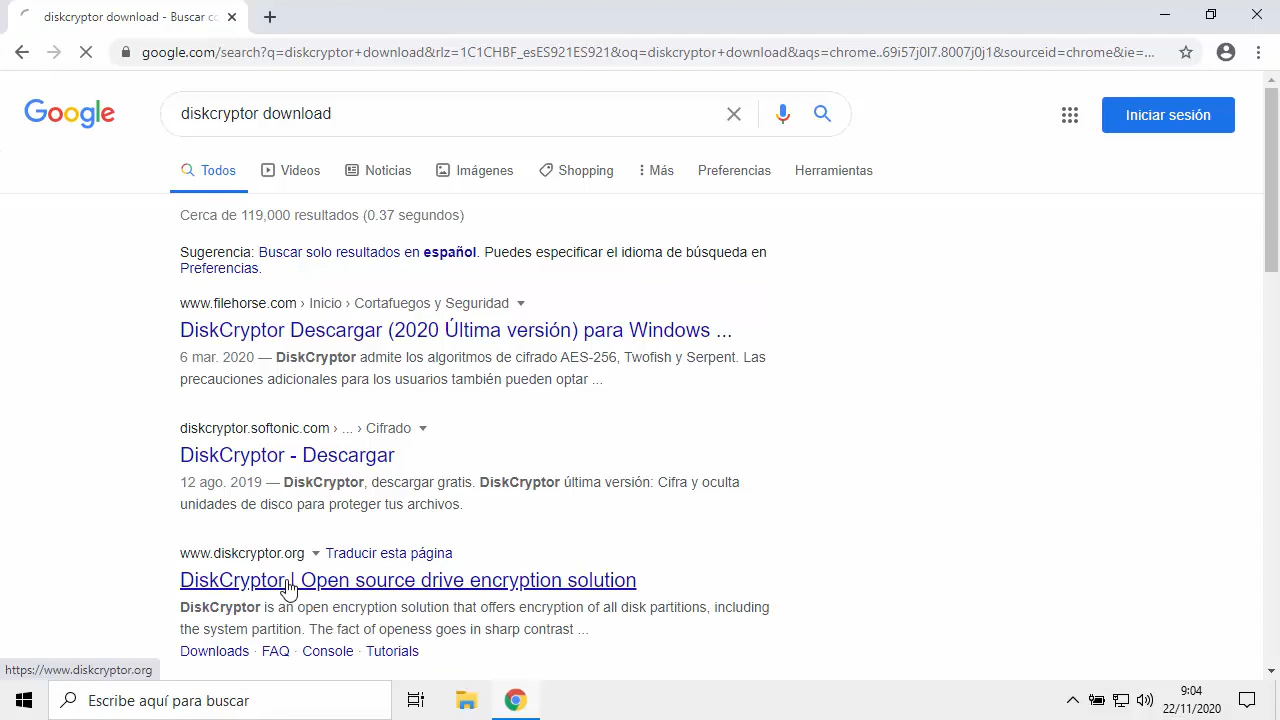 diskcryptor download - Buscar co
google.com/search?q=diskcryptor+download&rlz=1C1CHBF_esES921ES921&oq=diskcryptor+download&aqs=chrome..69i57j0l7.8007j0j1&sourceid=chrome&ie=...
Google
diskcryptor download
Iniciar sesión
Todos Videos Noticias Imágenes Shopping Más Preferencias Herramientas
Cerca de 119,000 resultados (0.37 segundos)
Sugerencia: Buscar solo resultados en español. Puedes especificar el idioma de búsqueda en
Preferencias.
www.filehorse.com › Inicio › Cortafuegos y Seguridad
DiskCryptor Descargar (2020 Última versión) para Windows ...
6 mar. 2020 — DiskCryptor admite los algoritmos de cifrado AES-256, Twofish y Serpent. Las
precauciones adicionales para los usuarios también pueden optar ...
diskcryptor.softonic.com › ... › Cifrado
DiskCryptor - Descargar
12 ago. 2019 — DiskCryptor, descargar gratis. DiskCryptor última versión: Cifra y oculta
unidades de disco para proteger tus archivos.
www.diskcryptor.org Traducir esta página
DiskCryptor | Open source drive encryption solution
DiskCryptor is an open encryption solution that offers encryption of all disk partitions, including
the system partition. The fact of openess goes in sharp contrast ...
Downloads · FAQ · Console · Tutorials
https://www.diskcryptor.org
Escribe aquí para buscar
9:04
22/11/2020